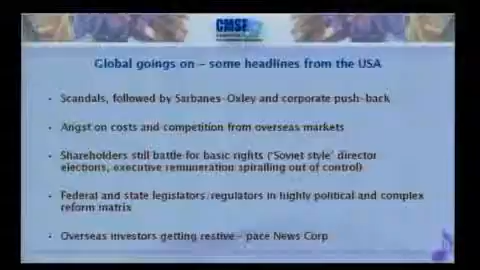 CMSF
Global goings on – some headlines from the USA
- Scandals, followed by Sarbanes-Oxley and corporate push-back
- Angst on costs and competition from overseas markets
- Shareholders still battle for basic rights ('Soviet style' director
elections, executive remuneration spiralling out of control)
- Federal and state legislators/regulators in highly political and complex
reform matrix
- Overseas investors getting restive – pace News Corp